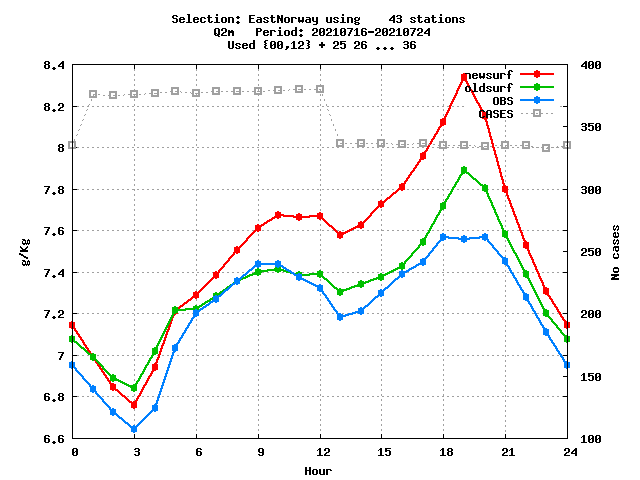 Selection: EastNorway using    43 stations
Q2m   Period: 20210716-20210724
Used {00,12} + 25 26 ... 36
8.4
8.2
8
7.8
7.6
7.4
7.2
7
6.8
6.6
g/Kg
400
350
300
250
200
150
100
No cases
newsurf
oldsurf
OBS
CASES
0 3 6 9 12 15 18 21 24
Hour